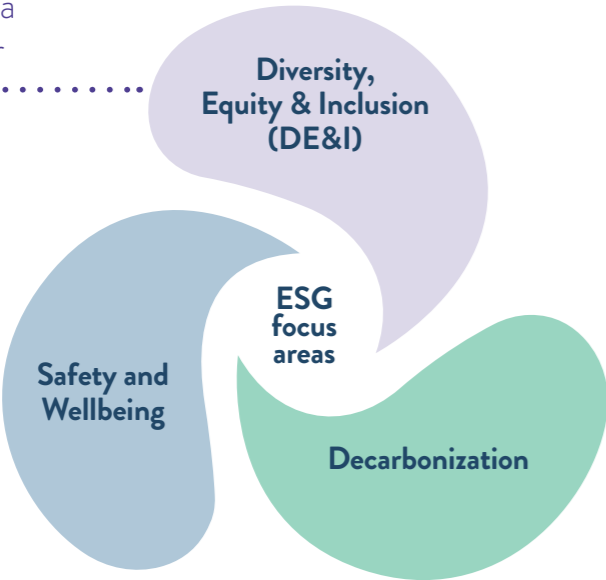 a
Diversity,
Equity & Inclusion
(DE&I)
ESG
focus
areas
Safety and
Wellbeing
Decarbonization